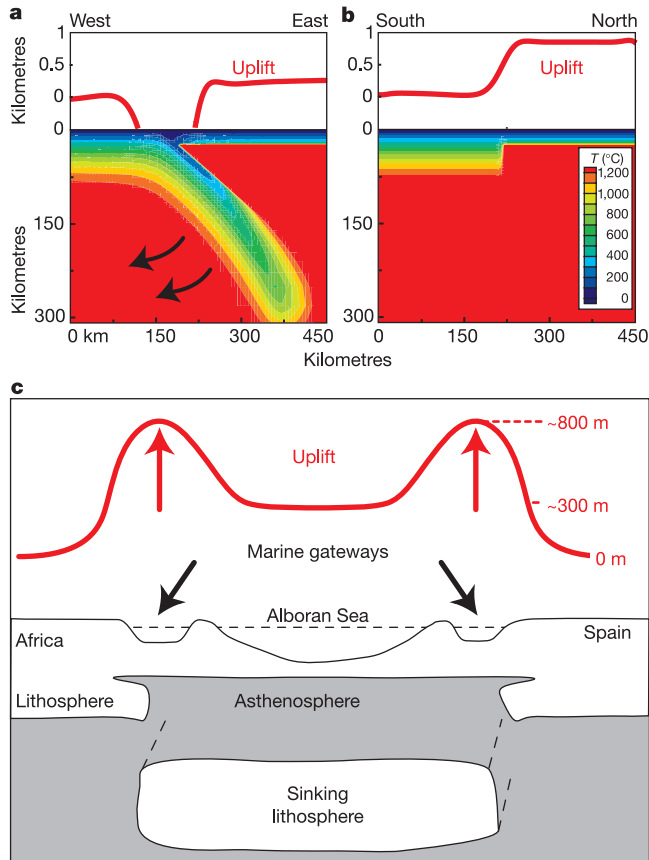 a
West
East
b
South
North
Kilometres
1
0.5
0
Uplift
1
0.5
0
Uplift
T (°C)
1,200
1,000
800
600
400
200
0
Kilometres
150
300
0 km
150
300
450
150
300
0
150
300
450
Kilometres
c
~800 m
Uplift
~300 m
0 m
Marine gateways
Alboran Sea
Africa
Spain
Lithosphere
Asthenosphere
Sinking
lithosphere